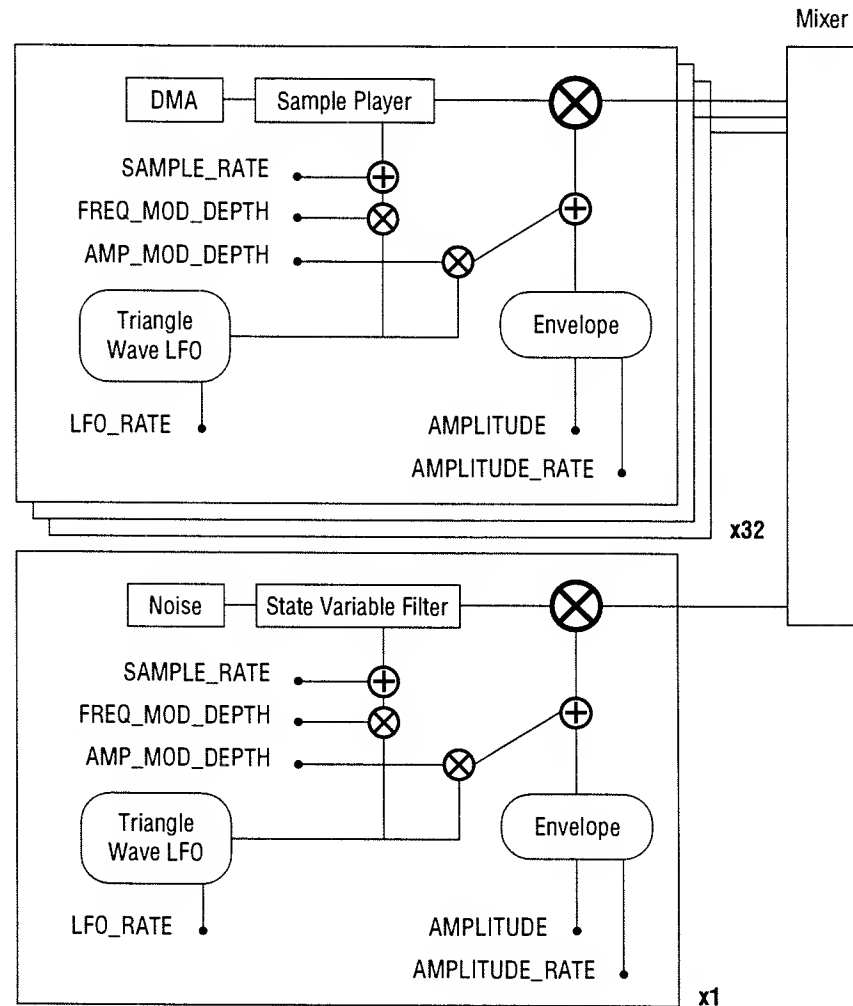 Mixer
DMA
Sample Player
SAMPLE_RATE
FREQ_MOD_DEPTH
AMP_MOD_DEPTH
Triangle
Wave LFO
Envelope
LFO_RATE
AMPLITUDE
AMPLITUDE_RATE
x32
Noise
State Variable Filter
SAMPLE_RATE
FREQ_MOD_DEPTH
AMP_MOD_DEPTH
Triangle
Wave LFO
Envelope
LFO_RATE
AMPLITUDE
AMPLITUDE_RATE
x1